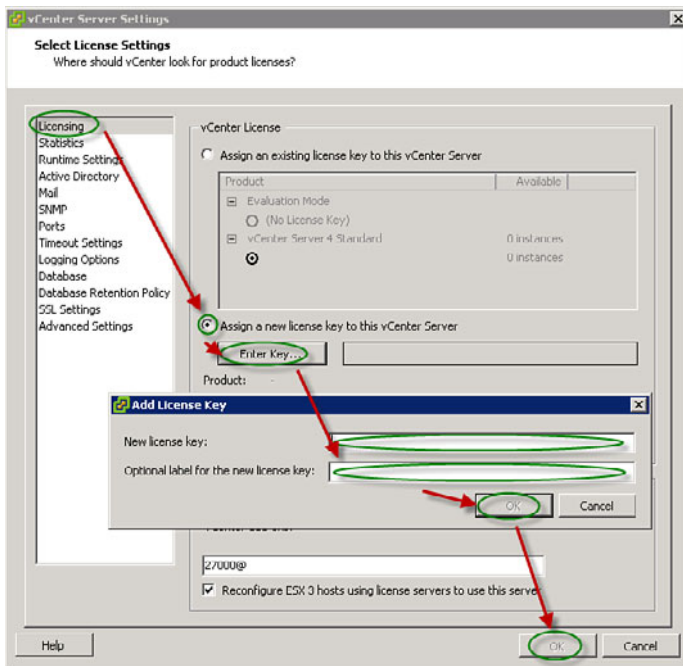 vCenter Server Settings
Select License Settings
Where should vCenter look for product licenses?
Licensing
Statistics
Runtime Settings
Active Directory
Mail
SNMP
Ports
Timeout Settings
Logging Options
Database
Database Retention Policy
SSL Settings
Advanced Settings
vCenter License
Assign an existing license key to this vCenter Server
Product Available
Evaluation Mode
(No License Key)
vCenter Server 4 Standard 0 instances
0 instances
Assign a new license key to this vCenter Server
Enter Key...
Product: -
Add License Key
New license key:
Optional label for the new license key:
OK Cancel
27000@
Reconfigure ESX 3 hosts using license servers to use this server
Help OK Cancel